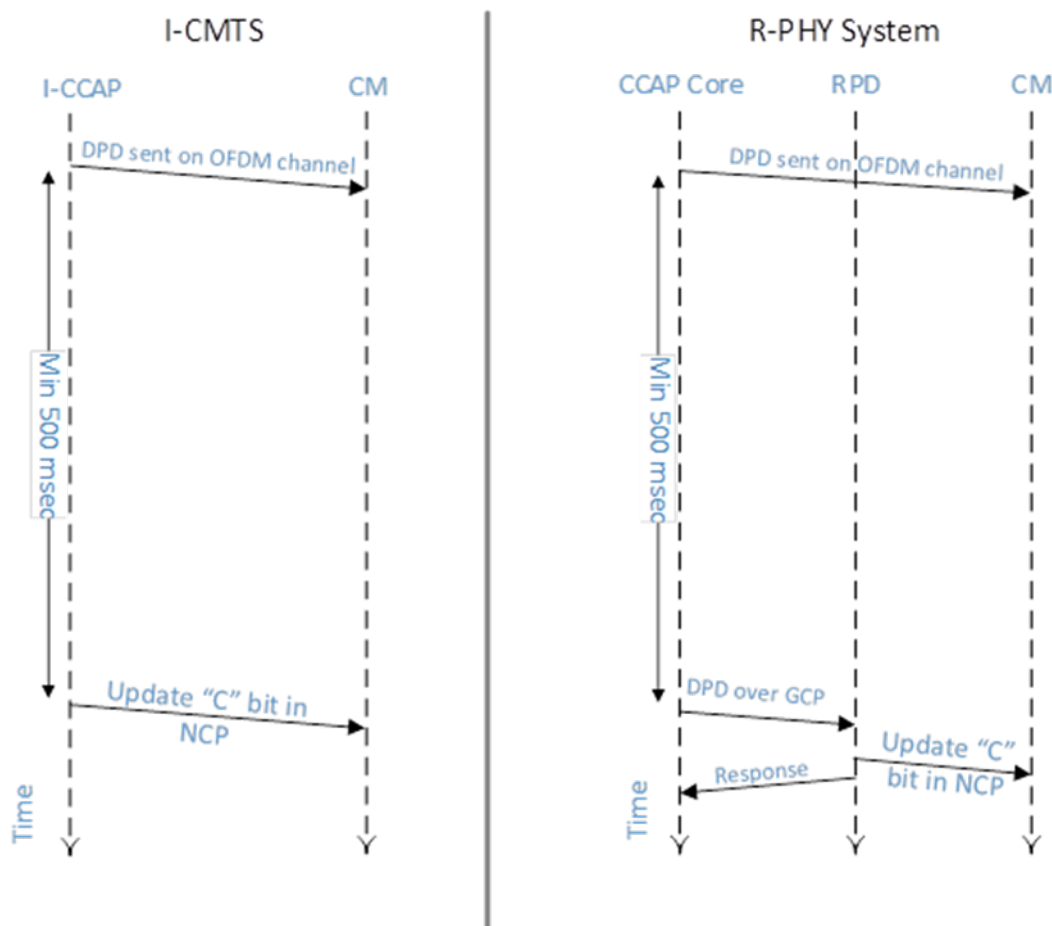 I-CMTS
I-CCAP
CM
DPD sent on OFDM channel
Min 500 msec
Update “C” bit in
NCP
Time
R-PHY System
CCAP Core
RPD
CM
DPD sent on OFDM channel
Min 500 msec
DPD over GCP
Update “C”
bit in NCP
Response
Time